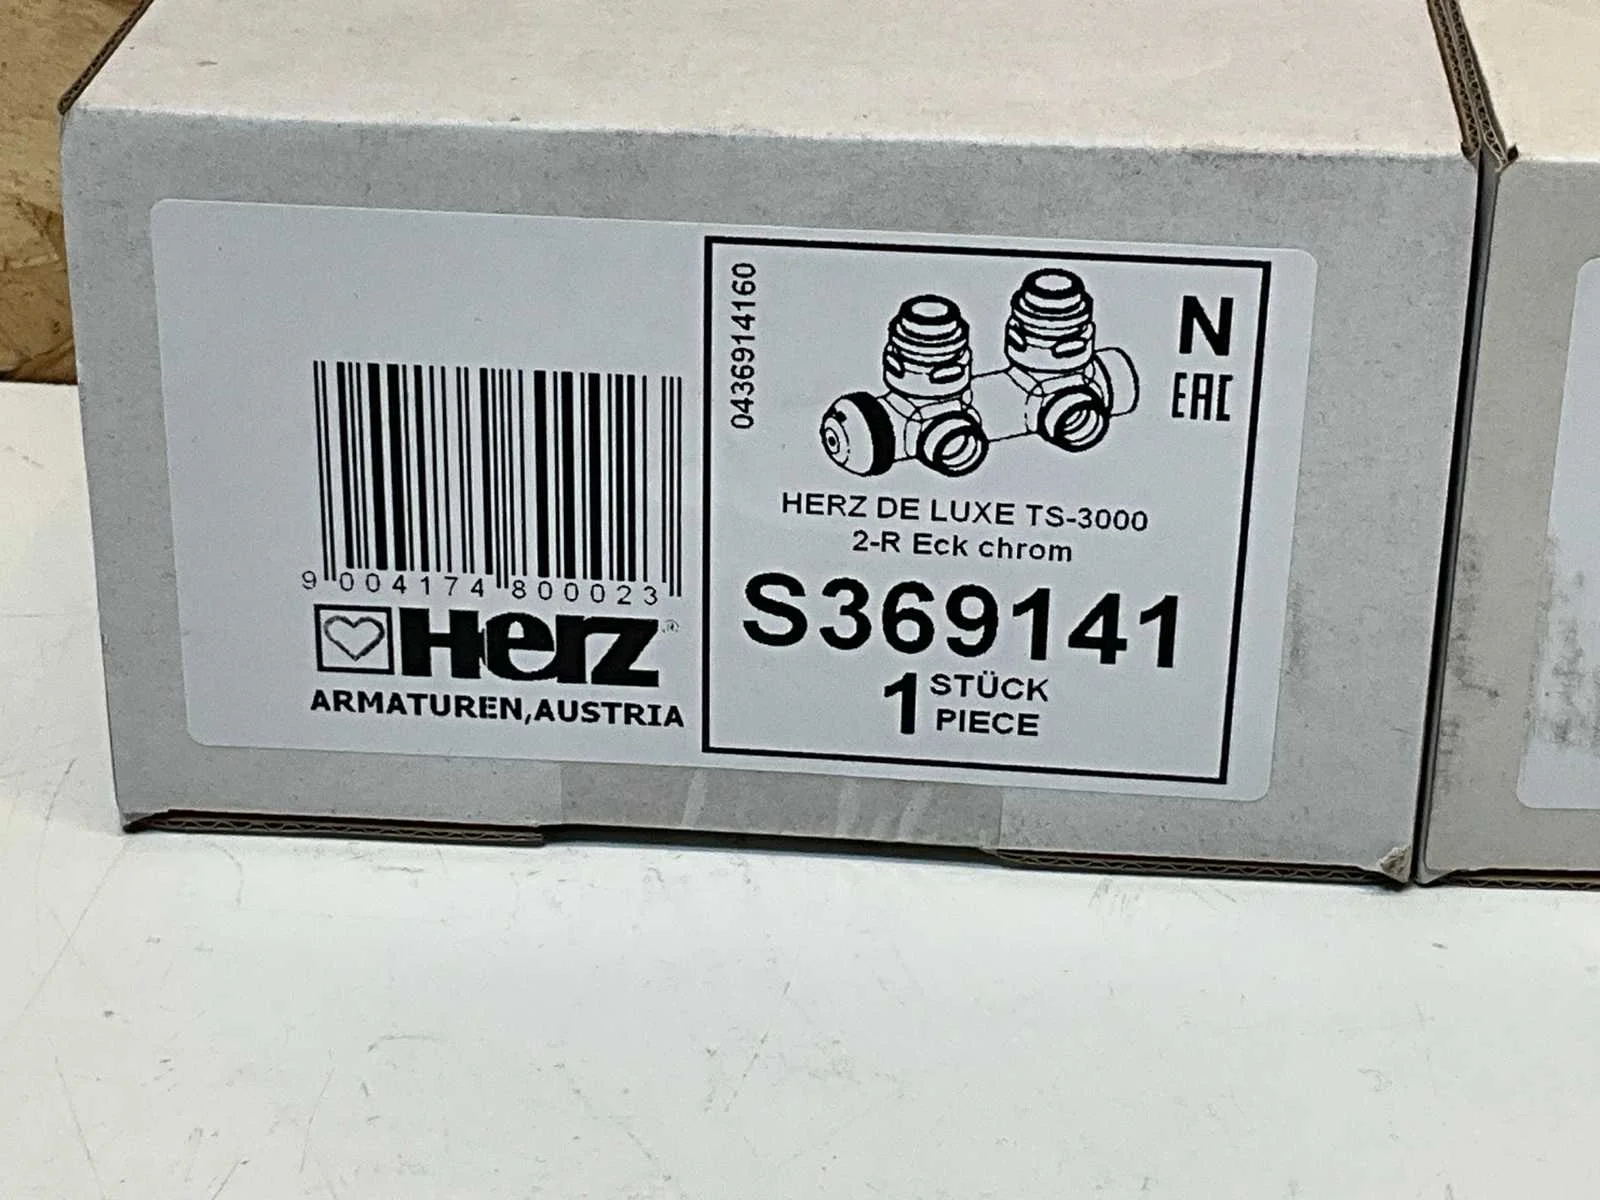 9 004174 800023
Herz®
ARMATUREN,AUSTRIA
0436914160
N
EAC
HERZ DE LUXE TS-3000
2-R Eck chrom
S369141
1 STÜCK
PIECE